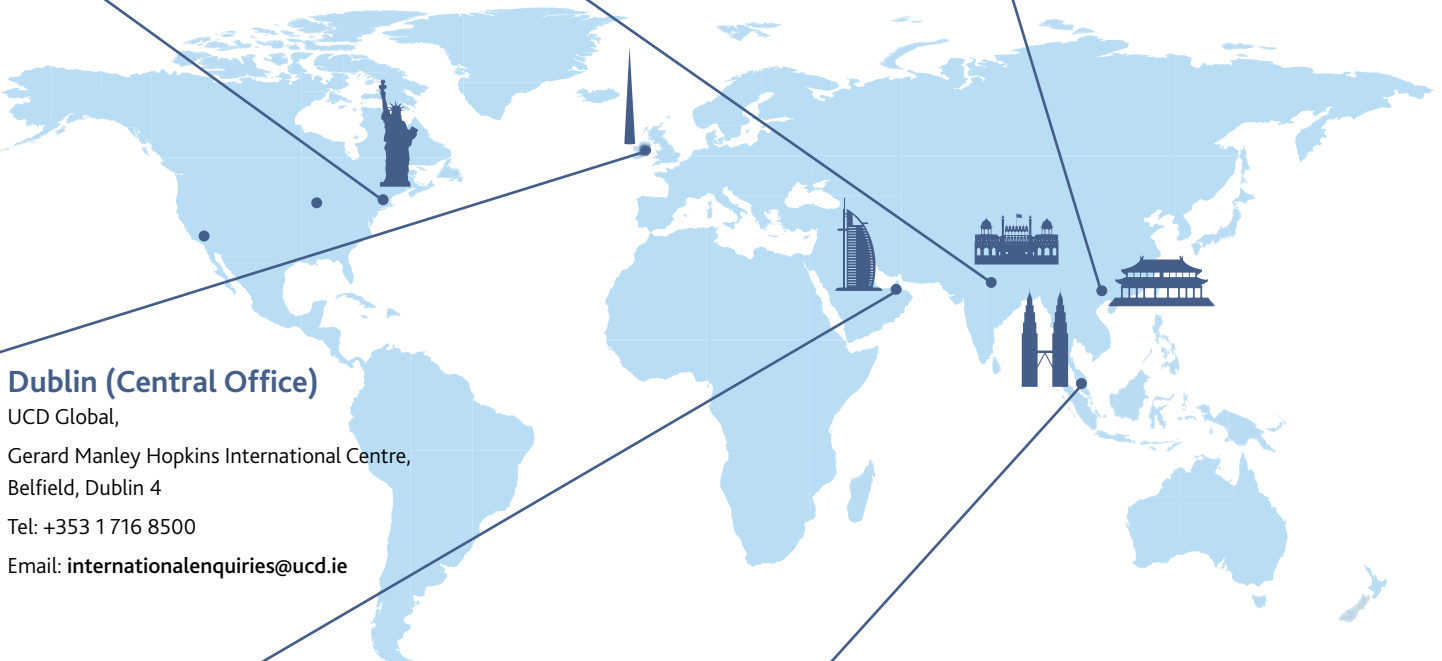 Dublin (Central Office)
UCD Global,
Gerard Manley Hopkins International Centre,
Belfield, Dublin 4
Tel: +353 1 716 8500
Email: internationalenquiries@ucd.ie